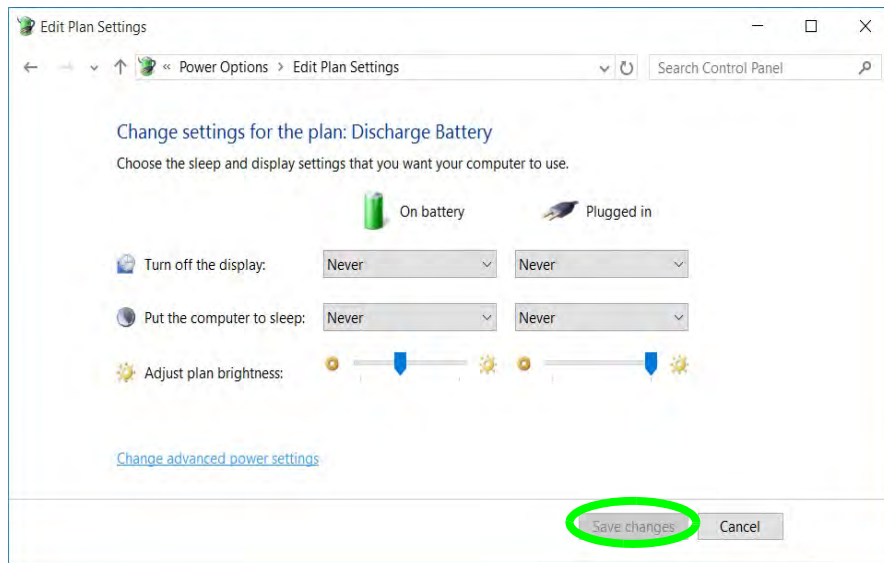 Edit Plan Settings
« Power Options > Edit Plan Settings
Search Control Panel
Change settings for the plan: Discharge Battery
Choose the sleep and display settings that you want your computer to use.
On battery Plugged in
Turn off the display: Never Never
Put the computer to sleep: Never Never
Adjust plan brightness:
Change advanced power settings
Save changes Cancel